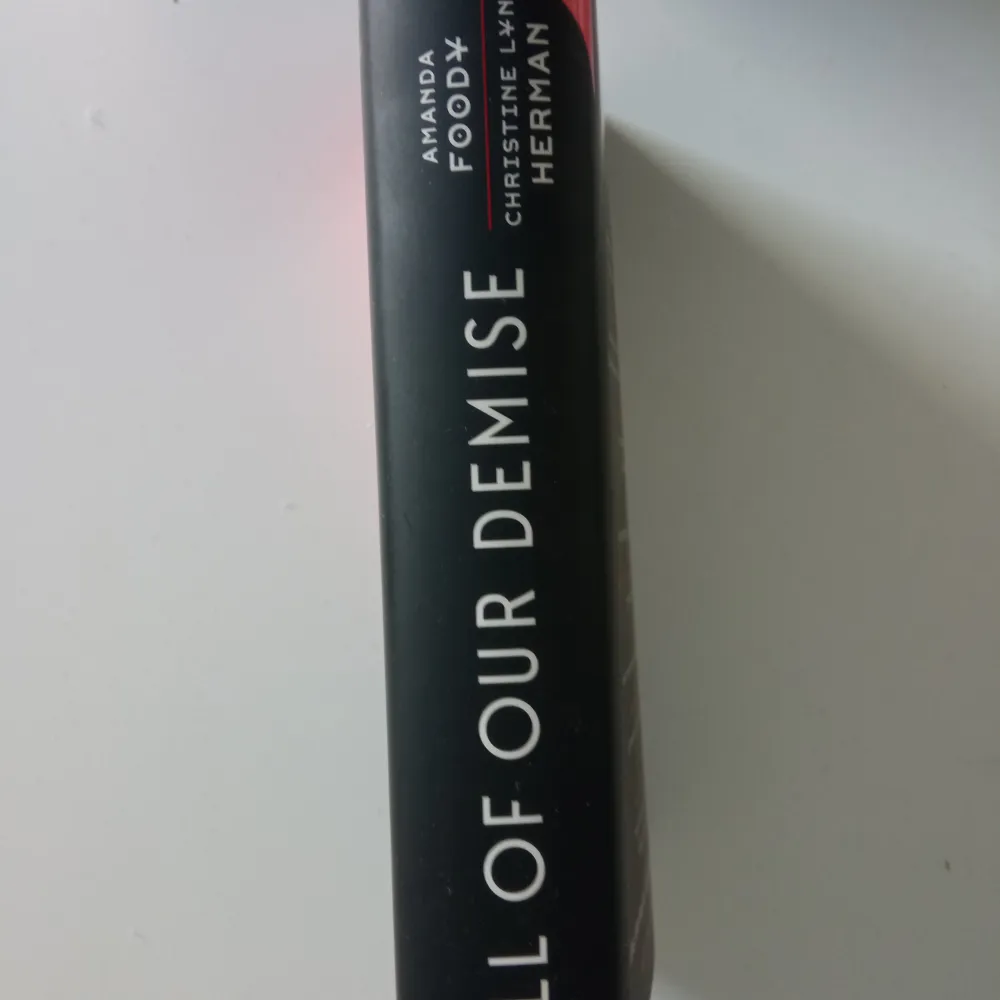 AMANDA
FOODY
CHRISTINE LYN
HERMAN
LL OF OUR DEMISE